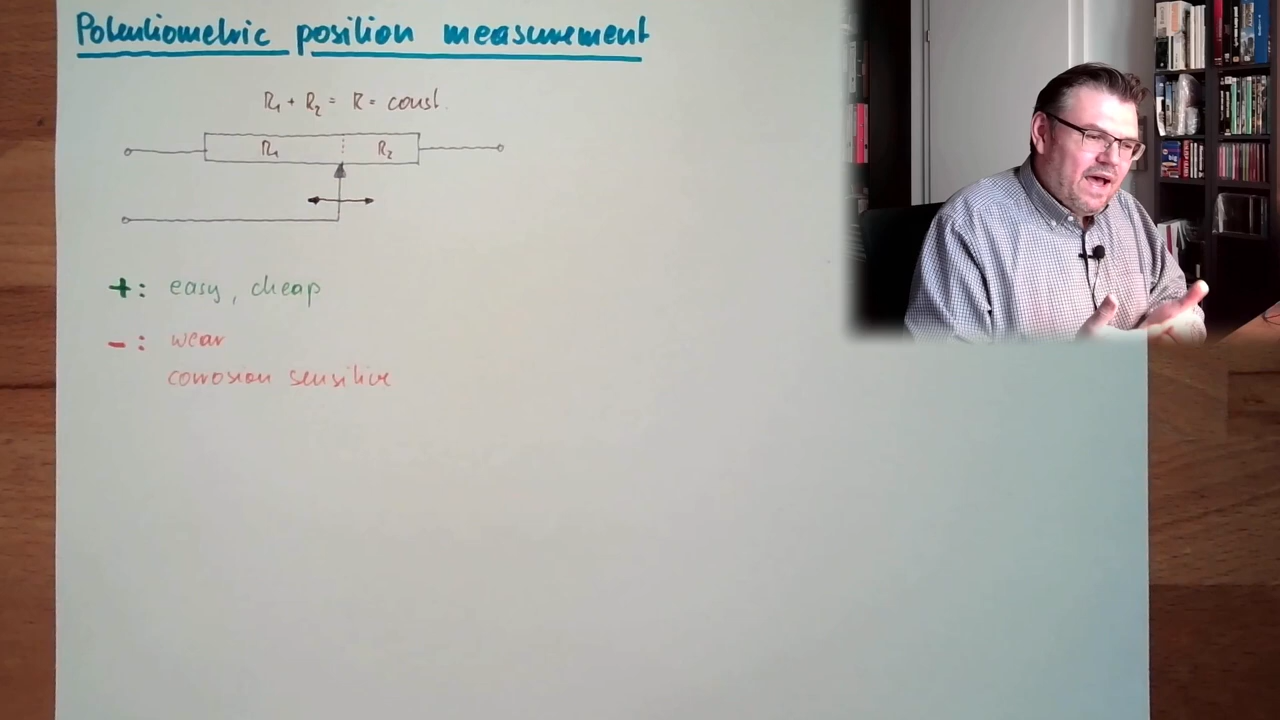 Potentiometric position measurement
R₁ + R₂ = R = const.
R₁ R₂
+: easy, cheap
-: wear
corrosion sensitive